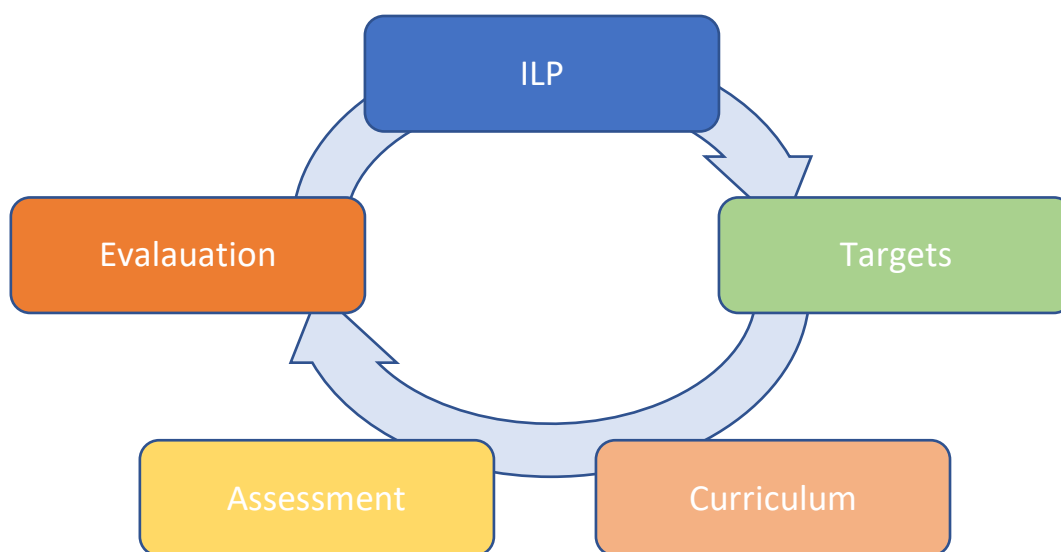 ILP
Evalauation
Targets
Assessment
Curriculum